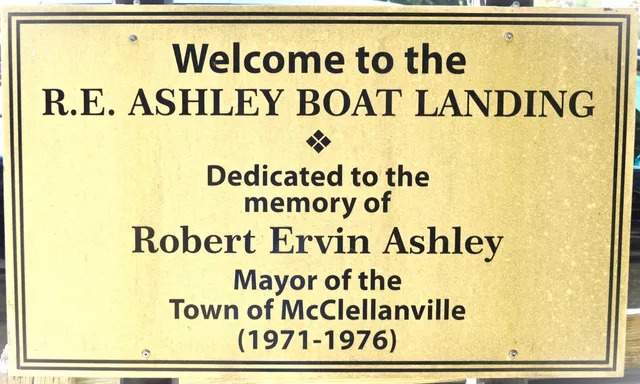 Welcome to the
R.E. ASHLEY BOAT LANDING
Dedicated to the
memory of
Robert Ervin Ashley
Mayor of the
Town of McClellanville
(1971-1976)